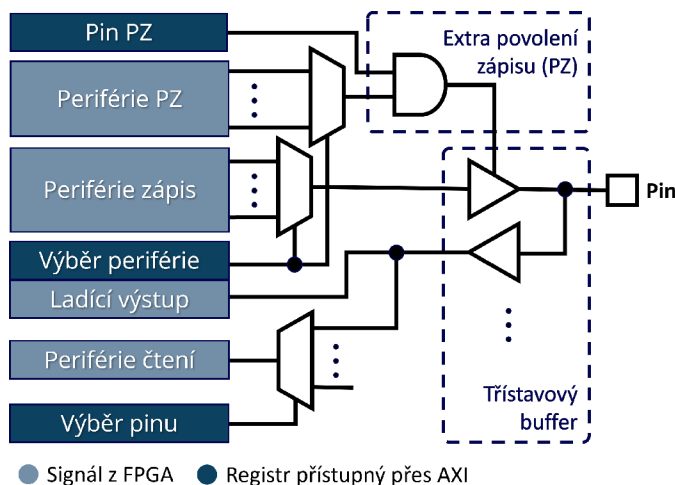 Pin PZ
Periférie PZ
Periférie zápis
Výběr periférie
Ladící výstup
Periférie čtení
Výběr pinu
Extra povolení
zápisu (PZ)
Pin
Třístavový
buffer
Signál z FPGA
Registr přístupný přes AXI